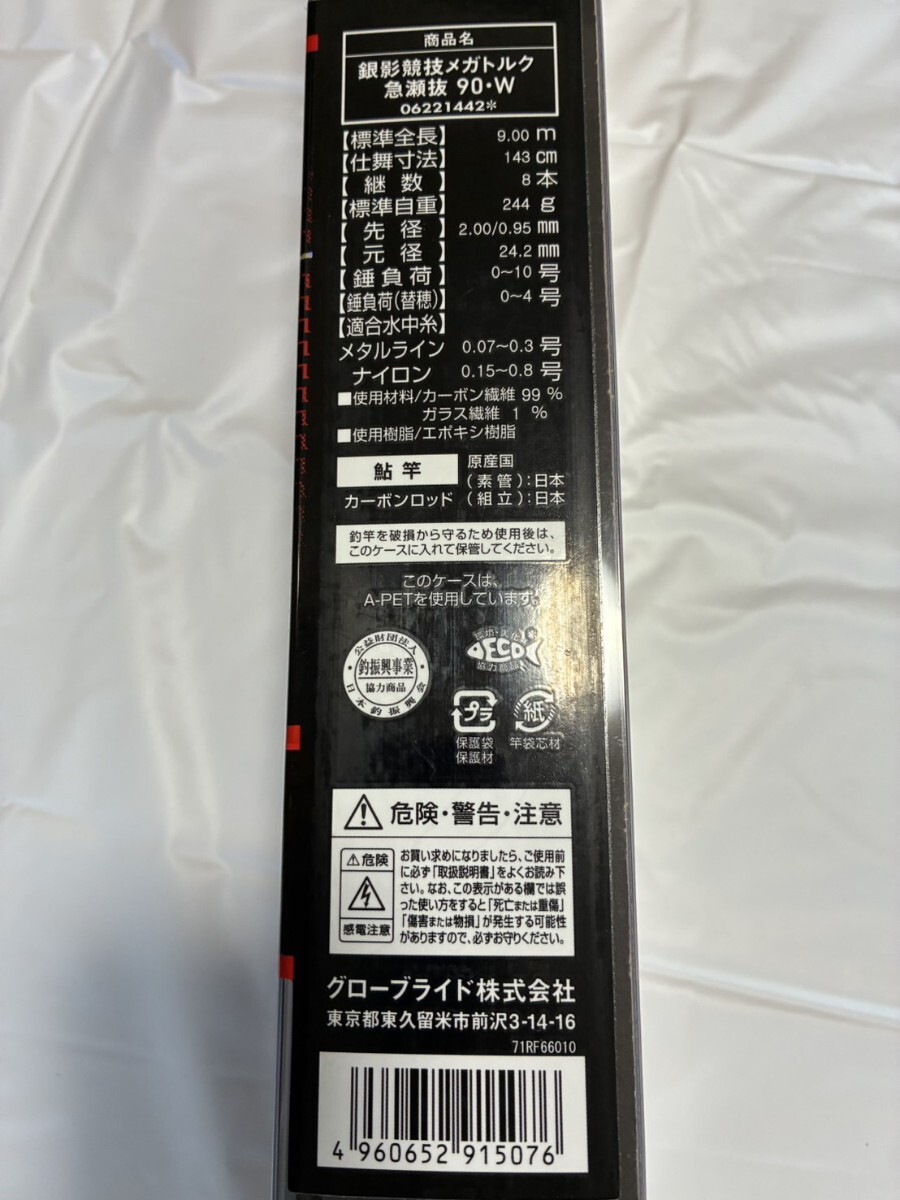 商品名
銀影競技メガトルク
急瀬抜 90・W
06221442*
【標準全長】 9.00 m
【仕舞寸法】 143 cm
【継数】 8 本
【標準自重】 244 g
【先径】 2.00/0.95 mm
【元径】 24.2 mm
【錘負荷】 0~10 号
【錘負荷(替穂)】 0~4 号
【適合水中糸】
メタルライン 0.07~0.3 号
ナイロン 0.15~0.8 号
■使用材料/カーボン繊維 99 %
ガラス繊維 1 %
■使用樹脂/エポキシ樹脂
鮎竿
カーボンロッド
原産国
(素管):日本
(組立):日本
釣竿を破損から守るため使用後は、
このケースに入れて保管してください。
このケースは、
A-PETを使用しています。
公益財団法人
釣振興事業
協力商品
日本釣振興会
ECO
協力商品
プラ
保護袋
保護材
紙
竿袋芯材
⚠危険・警告・注意
⚠危険
感電注意
お買い求めになりましたら、ご使用前
に必ず「取扱説明書」をよくお読み下
さい。なお、この表示がある欄では誤
った使い方をすると「死亡または重傷」
「傷害または物損」が発生する可能性
がありますので、必ずお守りください。
グローブライド株式会社
東京都東久留米市前沢3-14-16
71RF66010
4 960652 915076